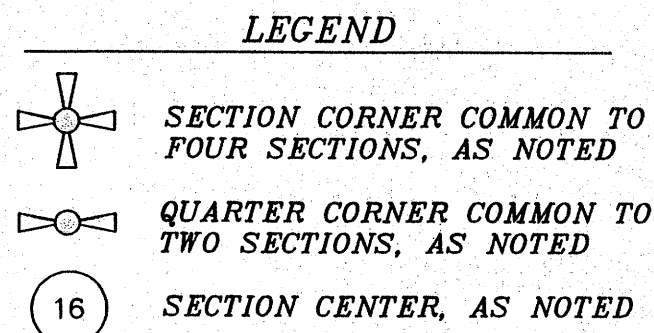 LEGEND
SECTION CORNER COMMON TO
FOUR SECTIONS, AS NOTED
QUARTER CORNER COMMON TO
TWO SECTIONS, AS NOTED
16 SECTION CENTER, AS NOTED